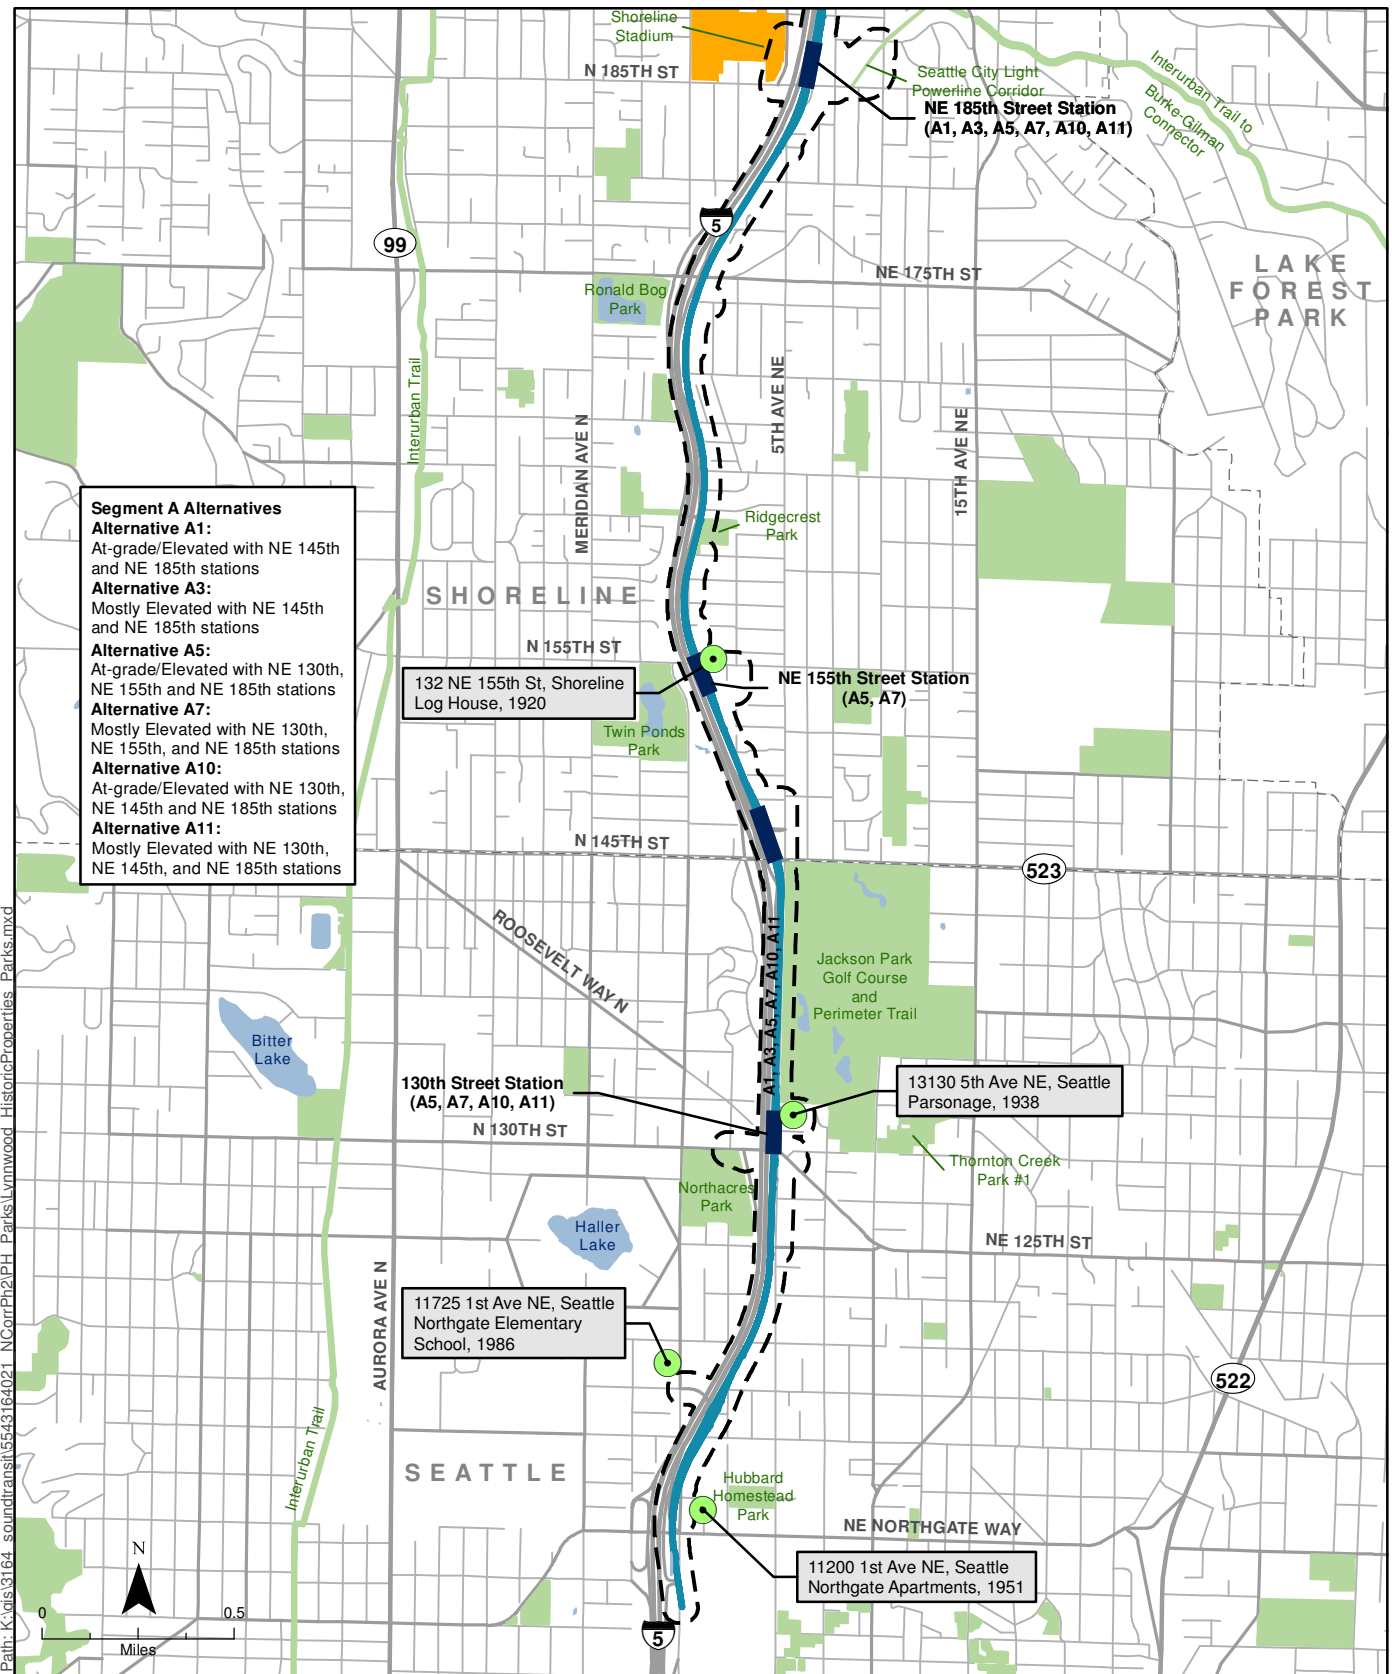 Shoreline
Stadium
N 185TH ST
Seattle City Light
Powerline Corridor
NE 185th Street Station
(A1, A3, A5, A7, A10, A11)
Interurban Trail to
Burke-Gilman
Connector
5
99
NE 175TH ST
LAKE
FOREST
PARK
Ronald Bog
Park
Interurban Trail
MERIDIAN AVE N
5TH AVE NE
15TH AVE NE
Ridgecrest
Park
Segment A Alternatives
Alternative A1:
At-grade/Elevated with NE 145th
and NE 185th stations
Alternative A3:
Mostly Elevated with NE 145th
and NE 185th stations
Alternative A5:
At-grade/Elevated with NE 130th,
NE 155th and NE 185th stations
Alternative A7:
Mostly Elevated with NE 130th,
NE 155th, and NE 185th stations
Alternative A10:
At-grade/Elevated with NE 130th,
NE 145th and NE 185th stations
Alternative A11:
Mostly Elevated with NE 130th,
NE 145th, and NE 185th stations
SHORELINE
N 155TH ST
132 NE 155th St, Shoreline
Log House, 1920
NE 155th Street Station
(A5, A7)
Twin Ponds
Park
N 145TH ST
523
ROOSEVELT WAY N
A1, A3, A5, A7, A10, A11
Jackson Park
Golf Course
and
Perimeter Trail
Bitter
Lake
130th Street Station
(A5, A7, A10, A11)
N 130TH ST
13130 5th Ave NE, Seattle
Parsonage, 1938
Thornton Creek
Park #1
Northacres
Park
Haller
Lake
NE 125TH ST
AURORA AVE N
11725 1st Ave NE, Seattle
Northgate Elementary
School, 1986
522
Interurban Trail
SEATTLE
Hubbard
Homestead
Park
NE NORTHGATE WAY
11200 1st Ave NE, Seattle
Northgate Apartments, 1951
N
0
0.5
Miles
5
Path: K:\gis\3164_soundtransit\5543164021_NCorrPh2\PH_Parks\Lynnwood_HistoricProperties_Parks.mxd